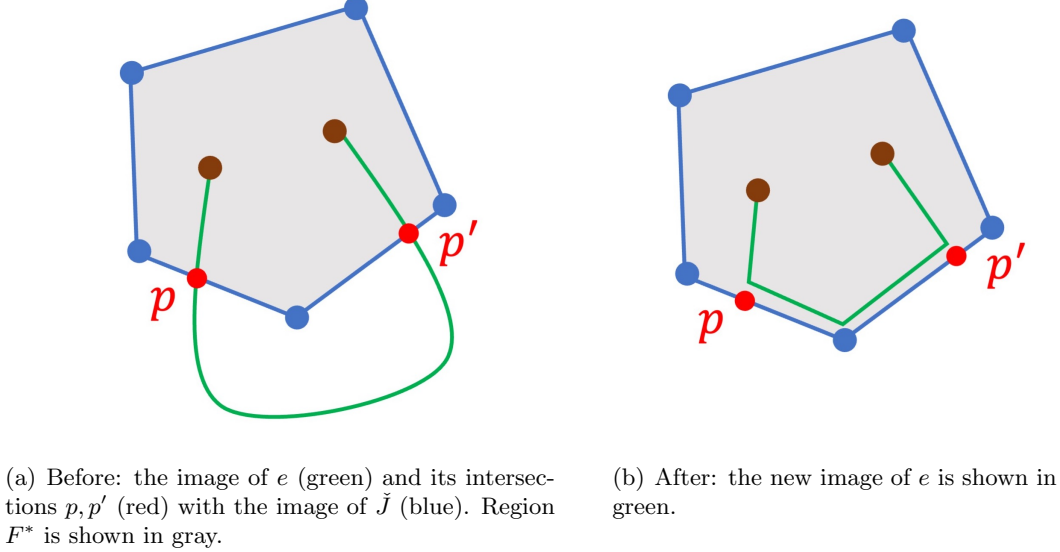 p p′
p p′
(a) Before: the image of e (green) and its intersec-
tions p, p′ (red) with the image of J̌ (blue). Region
F* is shown in gray.
(b) After: the new image of e is shown in
green.